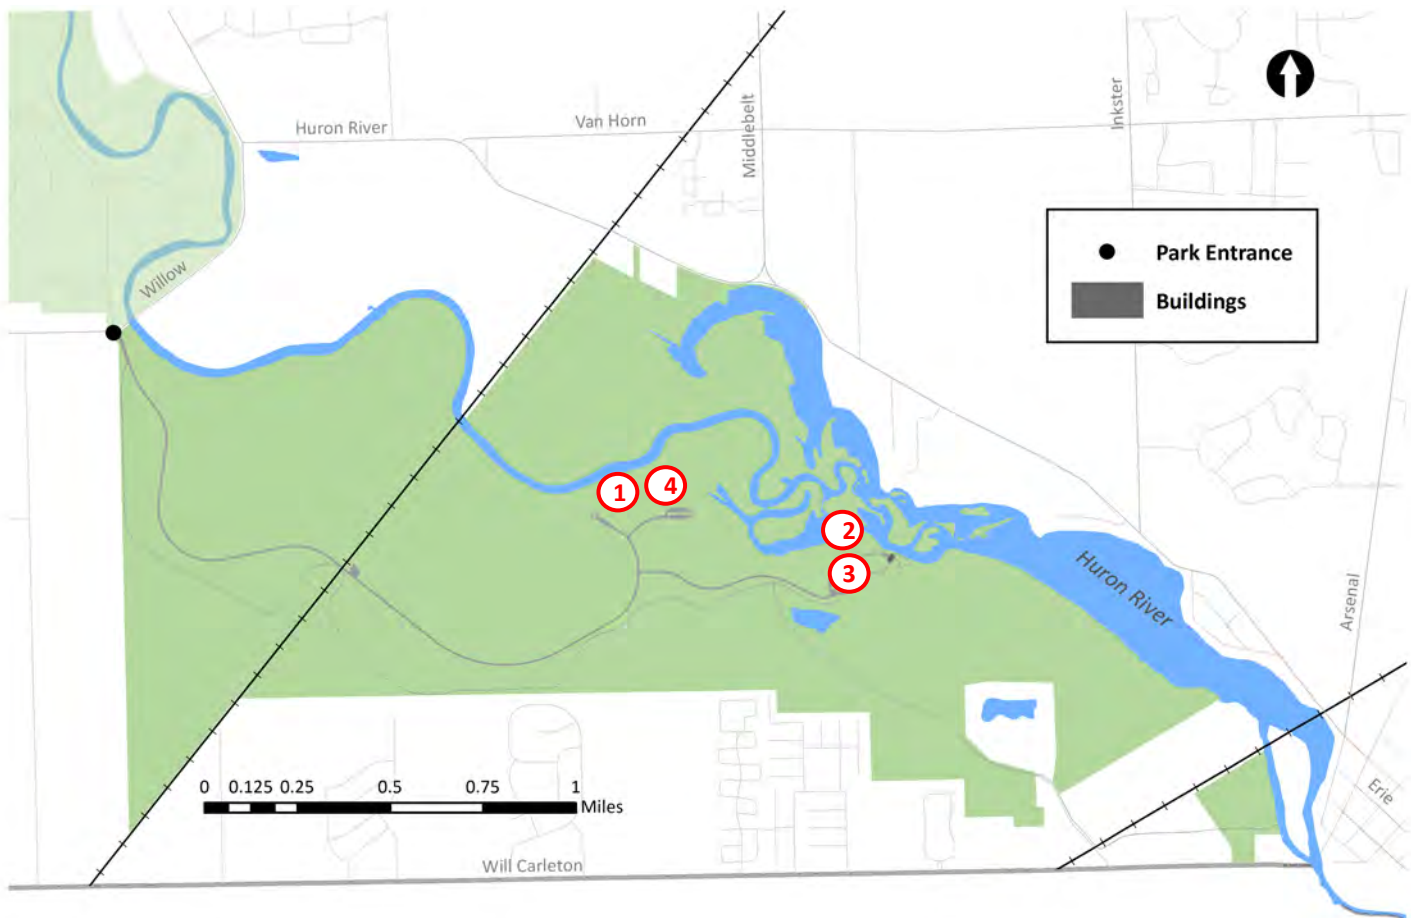 Huron River
Van Horn
Middlebelt
Inkster
Willow
Park Entrance
Buildings
1
4
2
3
Huron River
Arsenal
Erie
0 0.125 0.25 0.5 0.75 1
Miles
Will Carleton